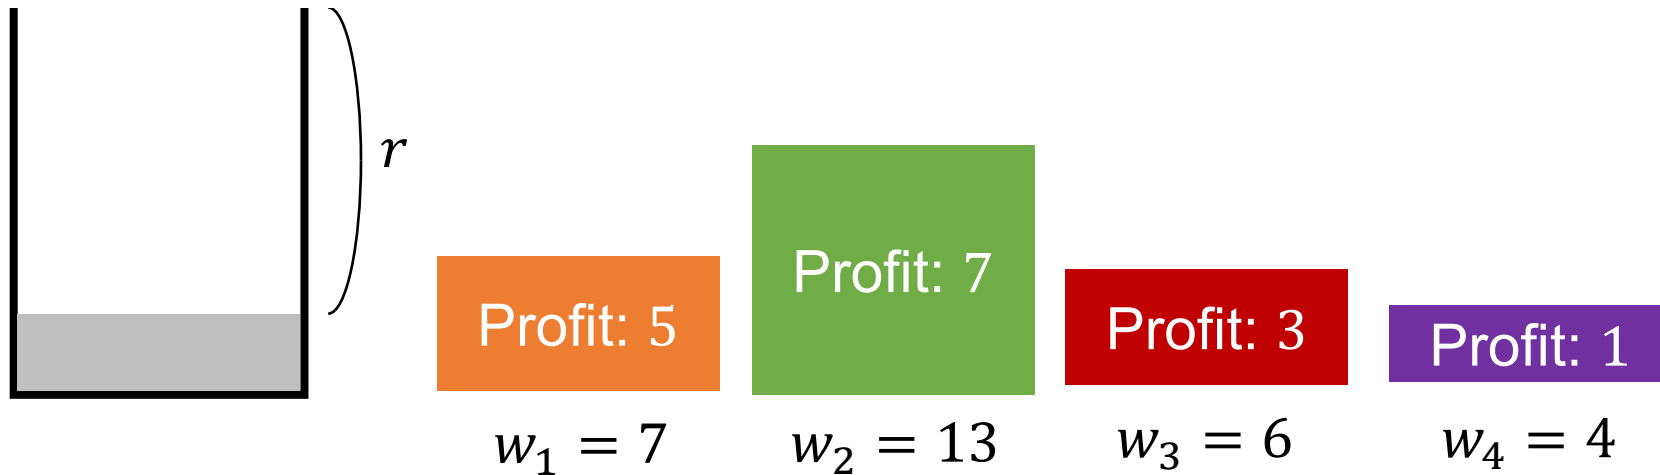 r
Profit: 5
Profit: 7
Profit: 3
Profit: 1
w₁ = 7
w₂ = 13
w₃ = 6
w₄ = 4